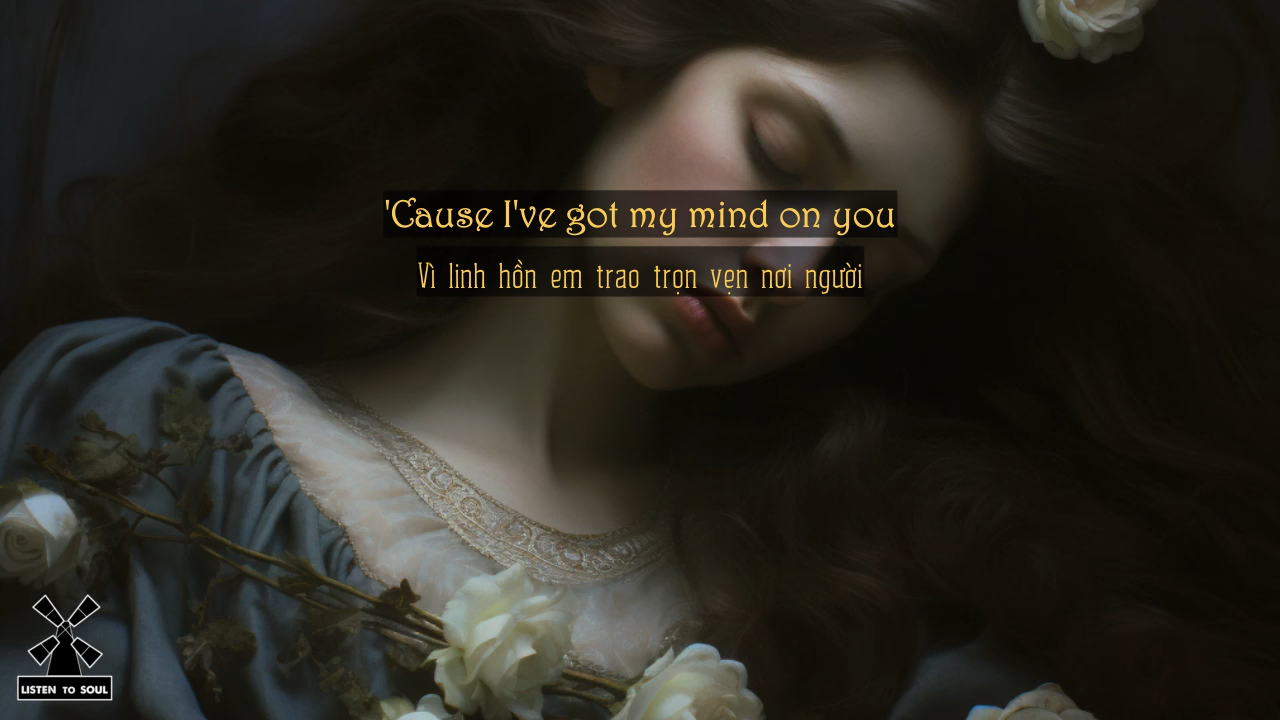 'Cause I've got my mind on you
Vì linh hồn em trao trọn vẹn nơi người
LISTEN TO SOUL